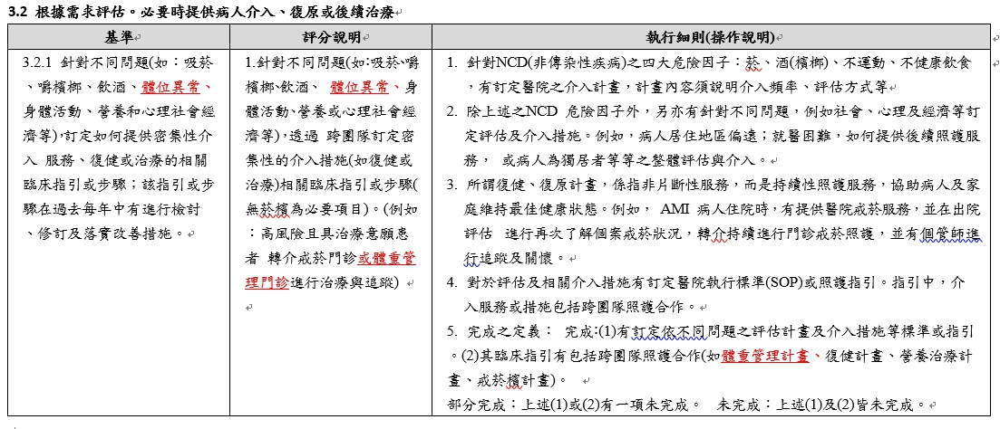 3.2 根據需求評估。必要時提供病人介入、復原或後續治療
基準
評分說明
執行細則(操作說明)
3.2.1 針對不同問題(如：吸菸
、嚼檳榔、飲酒、體位異常、
身體活動、營養和心理社會經
濟等),訂定如何提供密集性介
入 服務、復健或治療的相關
臨床指引或步驟；該指引或步
驟在過去每年中有進行檢討
、修訂及落實改善措施。
1.針對不同問題(如:吸菸、嚼
檳榔、飲酒、 體位異常、身
體活動、營養或心理社會經
濟等),透過 跨團隊訂定密
集性的介入措施(如復健或
治療)相關臨床指引或步驟(
無菸檳為必要項目)。(例如
：高風險且具治療意願患
者 轉介戒菸門診或體重管
理門診進行治療與追蹤)
1. 針對NCD(非傳染性疾病)之四大危險因子：菸、酒(檳榔)、不運動、不健康飲食
，有訂定醫院之介入計畫，計畫內容須說明介入頻率、評估方式等
2. 除上述之NCD 危險因子外，另亦有針對不同問題，例如社會、心理及經濟等訂
定評估及介入措施。例如，病人居住地區偏遠；就醫困難，如何提供後續照護服
務， 或病人為獨居者等等之整體評估與介入。
3. 所謂復健、復原計畫，係指非片斷性服務，而是持續性照護服務，協助病人及家
庭維持最佳健康狀態。例如， AMI 病人住院時，有提供醫院戒菸服務，並在出院
評估 進行再次了解個案戒菸狀況，轉介持續進行門診戒菸照護，並有個管師進
行追蹤及關懷。
4. 對於評估及相關介入措施有訂定醫院執行標準(SOP)或照護指引。指引中，介
入服務或措施包括跨團隊照護合作。
5. 完成之定義： 完成:(1)有訂定依不同問題之評估計畫及介入措施等標準或指引
。(2)其臨床指引有包括跨團隊照護合作(如體重管理計畫、復健計畫、營養治療計
畫、戒菸檳計畫)。
部分完成：上述(1)或(2)有一項未完成。 未完成：上述(1)及(2)皆未完成。